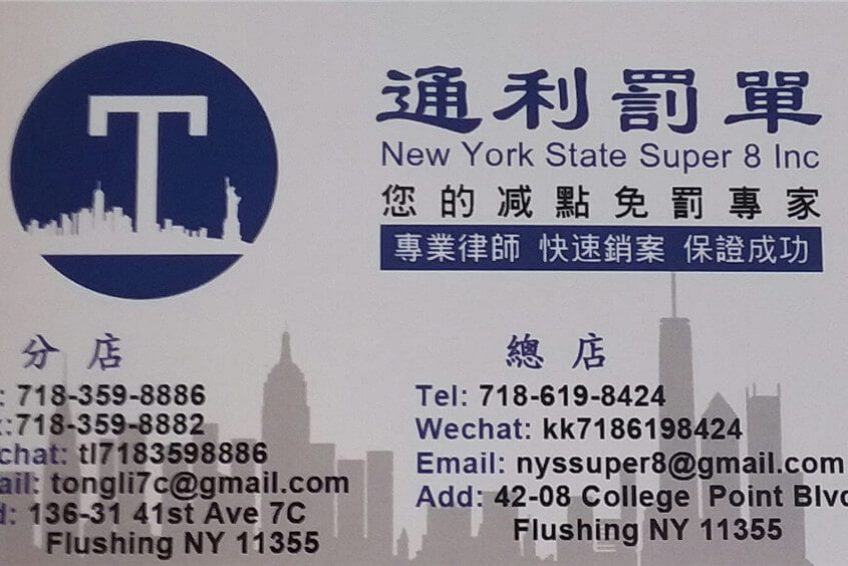 T
通利罰單
New York State Super 8 Inc
您的减點免罰專家
專業律師 快速銷案 保證成功
分店
: 718-359-8886
:718-359-8882
chat: tl7183598886
ail: tongli7c@gmail.com
d: 136-31 41st Ave 7C
Flushing NY 11355
總店
Tel: 718-619-8424
Wechat: kk7186198424
Email: nyssuper8@gmail.com
Add: 42-08 College Point Blvd
Flushing NY 11355